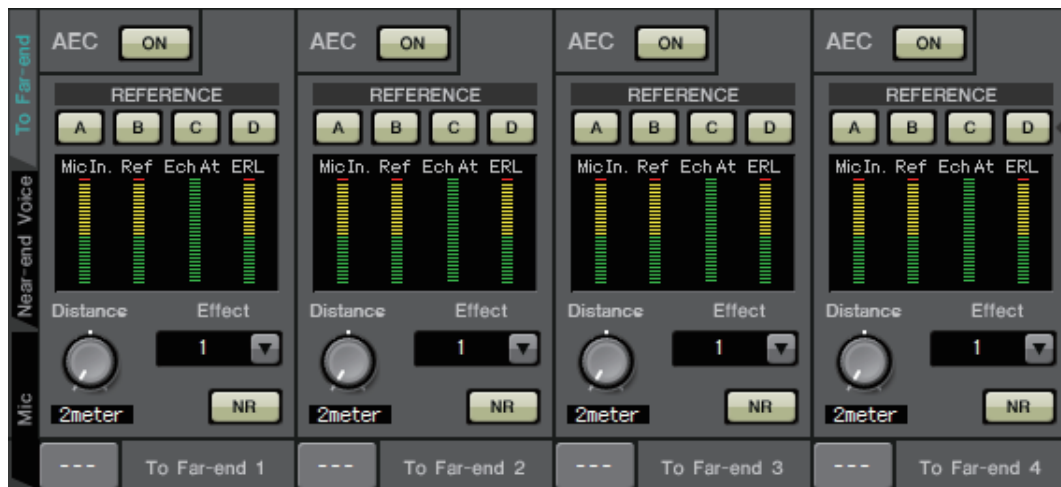 To Far-end
Near-end Voice
Mic
AEC ON
REFERENCE
A B C D
MicIn. Ref EchAt ERL
Distance Effect
1
2meter NR
--- To Far-end 1
AEC ON
REFERENCE
A B C D
MicIn. Ref EchAt ERL
Distance Effect
1
2meter NR
--- To Far-end 2
AEC ON
REFERENCE
A B C D
MicIn. Ref EchAt ERL
Distance Effect
1
2meter NR
--- To Far-end 3
AEC ON
REFERENCE
A B C D
MicIn. Ref EchAt ERL
Distance Effect
1
2meter NR
--- To Far-end 4